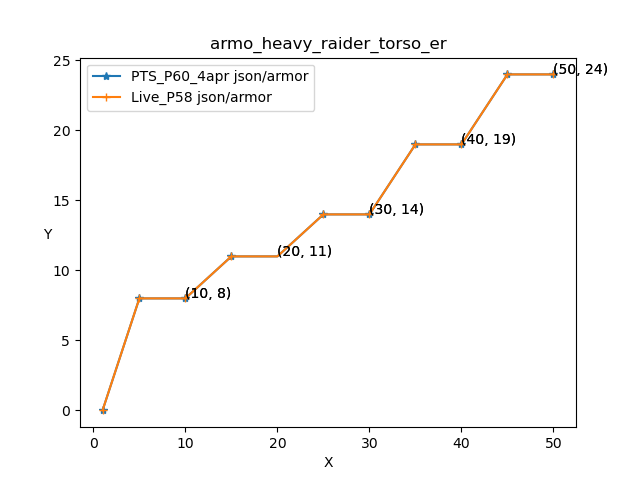 armo_heavy_raider_torso_er
PTS_P60_4apr json/armor
Live_P58 json/armor
(50, 24)
(40, 19)
(30, 14)
(20, 11)
(10, 8)
25
20
15
10
5
0
Y
0 10 20 30 40 50
X